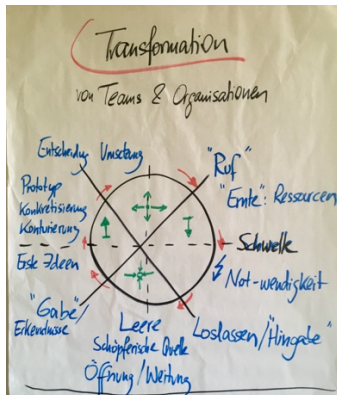 Transformation
von Teams & Organisationen
Entscheidung Umsetzung
"Ruf"
"Ernte": Ressourcen
Prototyp
Konkretisierung
Konturierung
Schwelle
Erste Ideen
Not-wendigkeit
"Gabe"/
Erkenntnisse
Loslassen/"Hingabe"
Leere
Schöpferische Quelle
Öffnung/Weitung